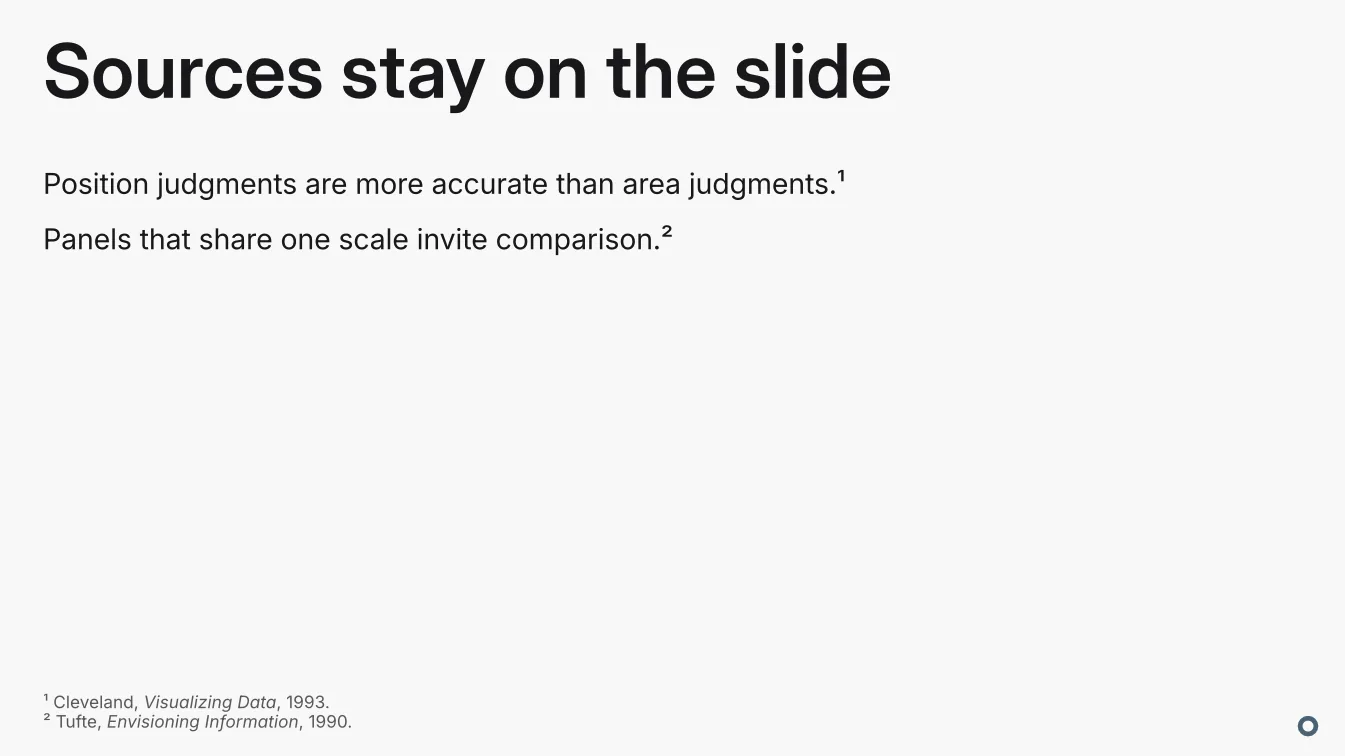 Sources stay on the slide
Position judgments are more accurate than area judgments.¹
Panels that share one scale invite comparison.²
¹ Cleveland, Visualizing Data, 1993.
² Tufte, Envisioning Information, 1990.